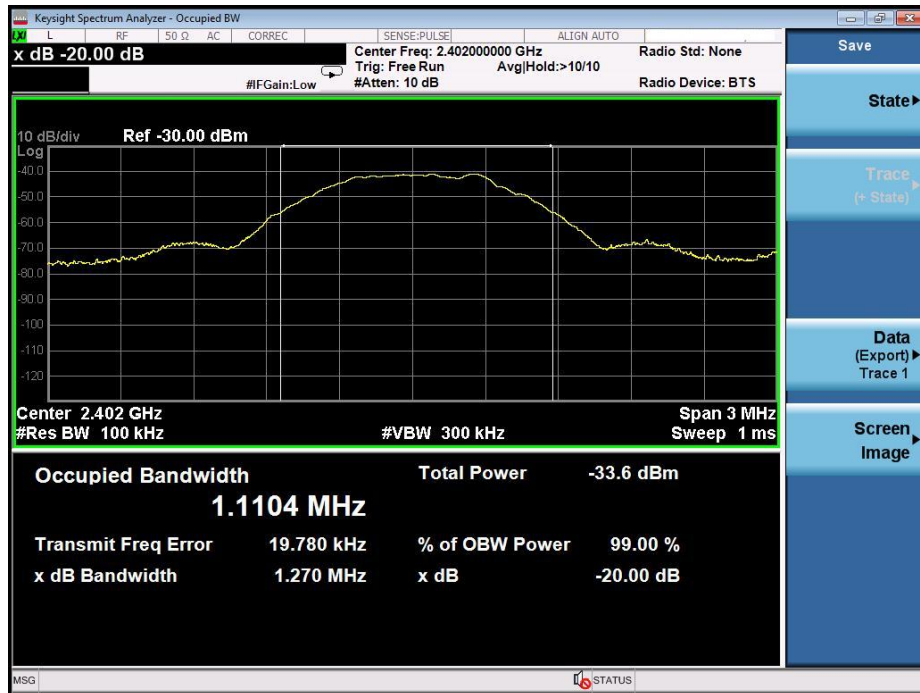 Keysight Spectrum Analyzer - Occupied BW
LXI L RF 50 Ω AC CORREC SENSE:PULSE ALIGN AUTO
x dB -20.00 dB
Center Freq: 2.402000000 GHz Radio Std: None
Trig: Free Run Avg|Hold:>10/10
#IFGain:Low #Atten: 10 dB Radio Device: BTS
10 dB/div Ref -30.00 dBm
Log
-40.0
-50.0
-60.0
-70.0
-80.0
-90.0
-100
-110
-120
Center 2.402 GHz Span 3 MHz
#Res BW 100 kHz #VBW 300 kHz Sweep 1 ms
Occupied Bandwidth Total Power -33.6 dBm
1.1104 MHz
Transmit Freq Error 19.780 kHz % of OBW Power 99.00 %
x dB Bandwidth 1.270 MHz x dB -20.00 dB
MSG STATUS
Save
State
Trace
(+ State)
Data
(Export)
Trace 1
Screen
Image